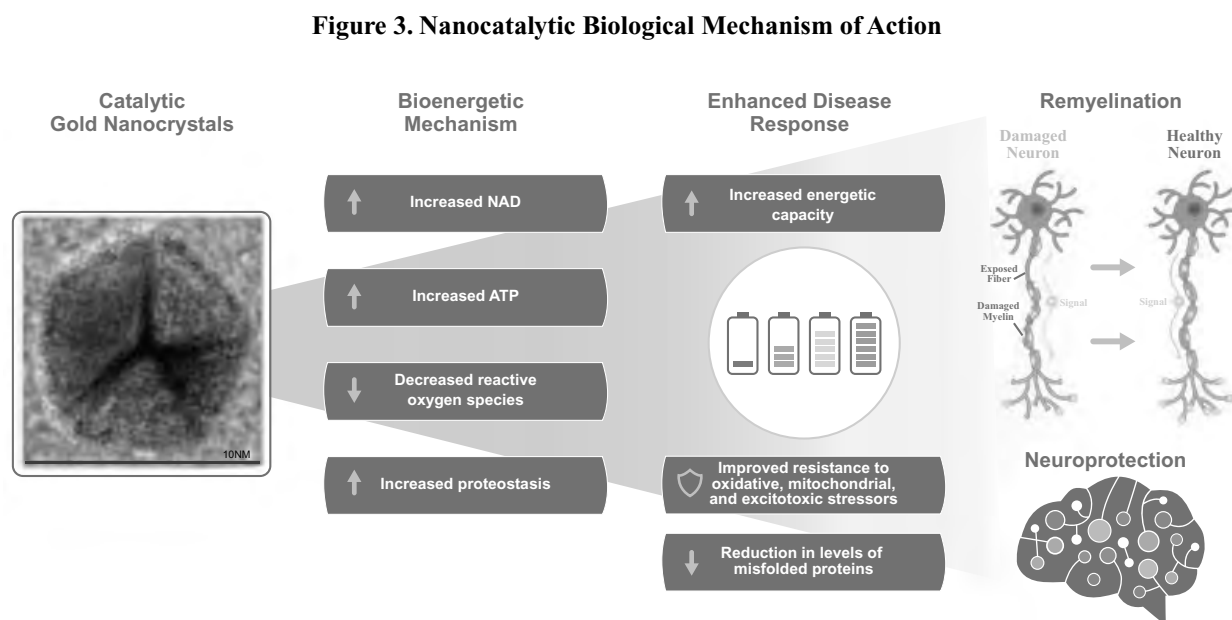 Figure 3. Nanocatalytic Biological Mechanism of Action
Catalytic
Gold Nanocrystals
10NM
Bioenergetic
Mechanism
Increased NAD
Increased ATP
Decreased reactive
oxygen species
Increased proteostasis
Enhanced Disease
Response
Increased energetic
capacity
Improved resistance to
oxidative, mitochondrial,
and excitotoxic stressors
Reduction in levels of
misfolded proteins
Remyelination
Damaged
Neuron
Healthy
Neuron
Exposed
Fiber
Damaged
Myelin
Signal
Signal
Neuroprotection